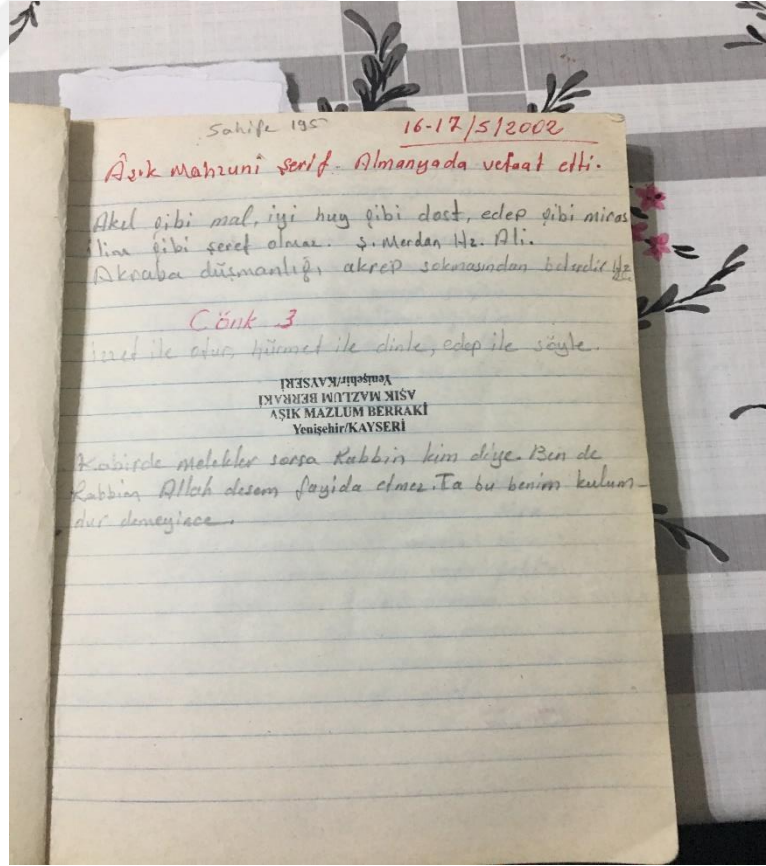 Sahife 195
16-17/5/2002
Âşık Mahzuni Şerif - Almanyada vefaat etti.
Akıl gibi mal, iyi huy gibi dost, edep gibi miras
ilim gibi şeref olmaz. Ş. Merdan Hz. Ali.
Akraba düşmanlığı, akrep sokmasından beterdir Hz.
Cönk 3
İzzet ile otur, hürmet ile dinle, edep ile söyle.
Yenişehir/KAYSERİ
AŞIK MAZLUM BERRAKİ
AŞIK MAZLUM BERRAKİ
Yenişehir/KAYSERİ
Kabirde melekler sorsa Rabbin kim diye. Ben de
Rabbim Allah desem fayida etmez. Ta bu benim kulum-
dur demeyince.